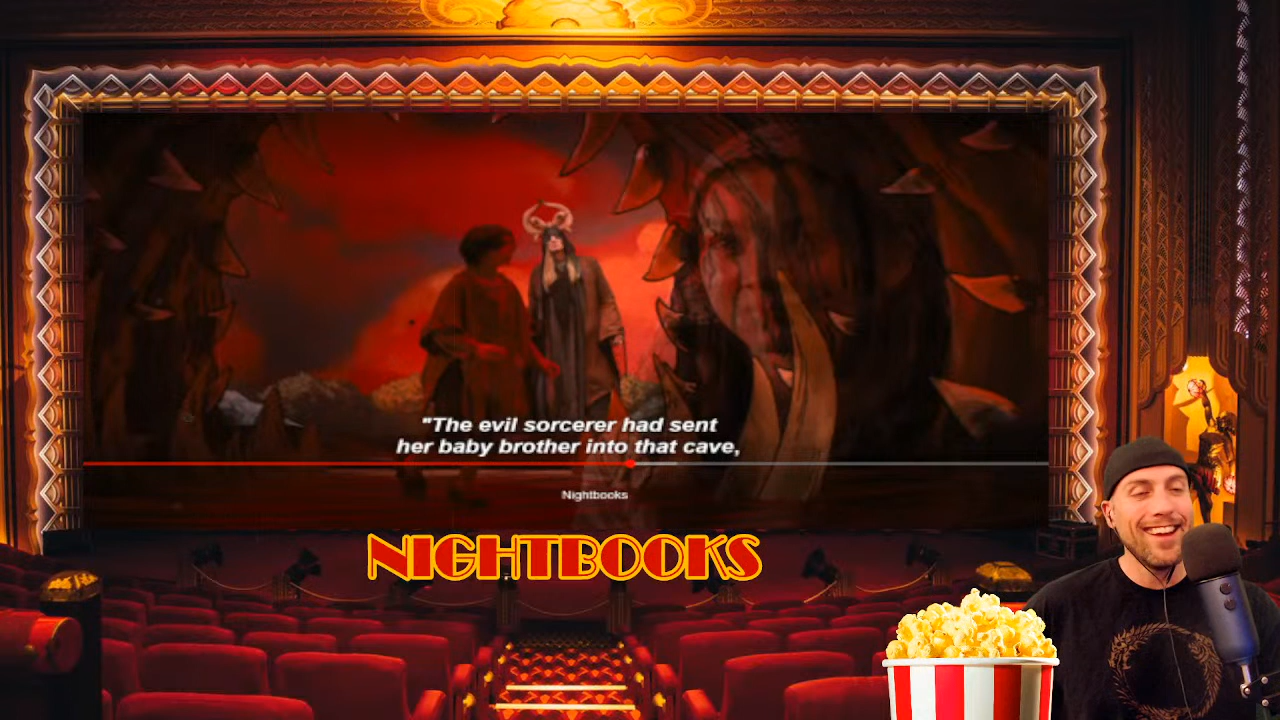 "The evil sorcerer had sent
her baby brother into that cave,
Nightbooks
NIGHTBOOKS